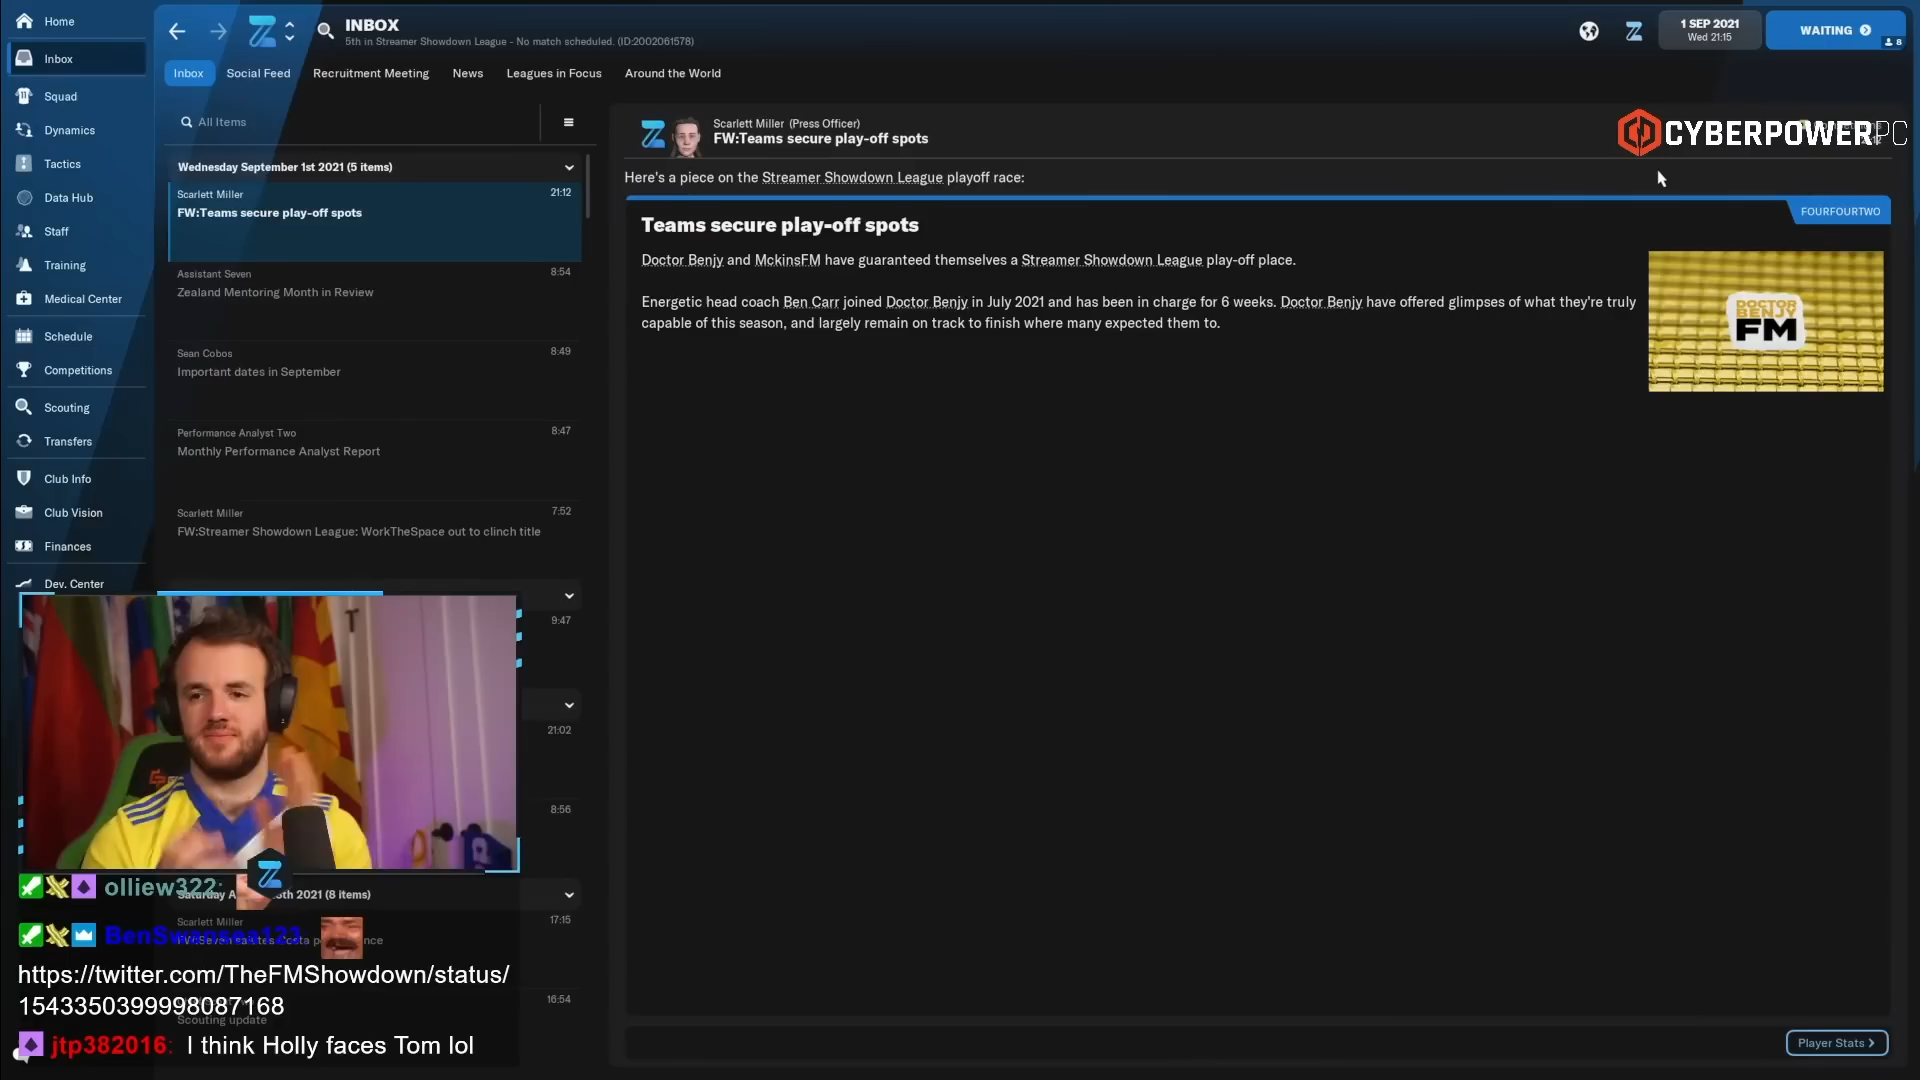 Home
Inbox
Squad
Dynamics
Tactics
Data Hub
Staff
Training
Medical Center
Schedule
Competitions
Scouting
Transfers
Club Info
Club Vision
Finances
Dev. Center
INBOX
5th in Streamer Showdown League - No match scheduled. (ID:2002061578)
1 SEP 2021
Wed 21:15
WAITING
8
Inbox
Social Feed
Recruitment Meeting
News
Leagues in Focus
Around the World
All Items
Wednesday September 1st 2021 (5 items)
Scarlett Miller
21:12
FW:Teams secure play-off spots
Assistant Seven
8:54
Zealand Mentoring Month in Review
Sean Cobos
8:49
Important dates in September
Performance Analyst Two
8:47
Monthly Performance Analyst Report
Scarlett Miller
7:52
FW:Streamer Showdown League: WorkTheSpace out to clinch title
9:47
21:02
8:56
2021 (8 items)
Scarlett Miller
17:15
16:54
Scouting update
Scarlett Miller (Press Officer)
FW:Teams secure play-off spots
CYBERPOWERPC
Here's a piece on the Streamer Showdown League playoff race:
FOURFOURTWO
Teams secure play-off spots
Doctor Benjy and MckinsFM have guaranteed themselves a Streamer Showdown League play-off place.
Energetic head coach Ben Carr joined Doctor Benjy in July 2021 and has been in charge for 6 weeks. Doctor Benjy have offered glimpses of what they're truly
capable of this season, and largely remain on track to finish where many expected them to.
DOCTOR
BENJY
FM
Player Stats
olliew322:
BenSwansea123:
https://twitter.com/TheFMShowdown/status/
1543350399998087168
jtp382016: I think Holly faces Tom lol